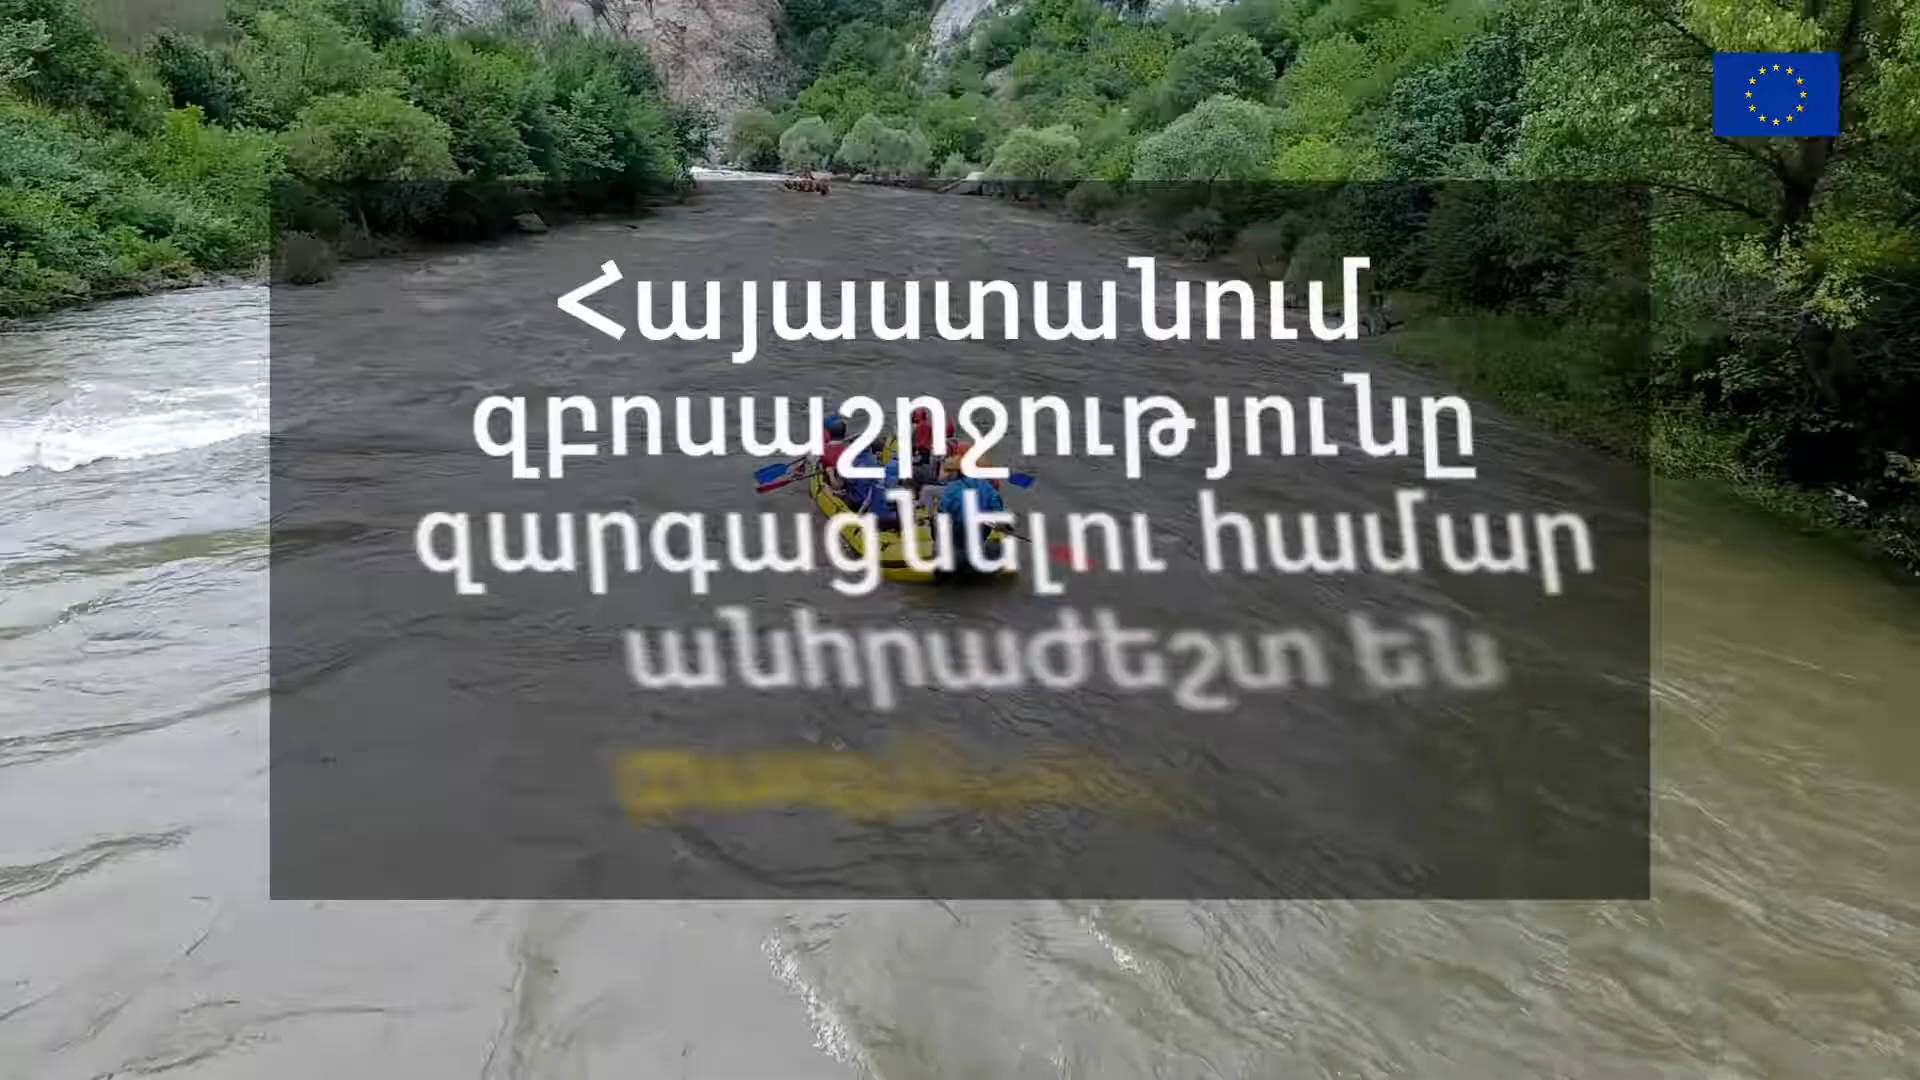 Հայաստանում
զբոսաշրջությունը
զարգացնելու համար
անհրաժեշտ են